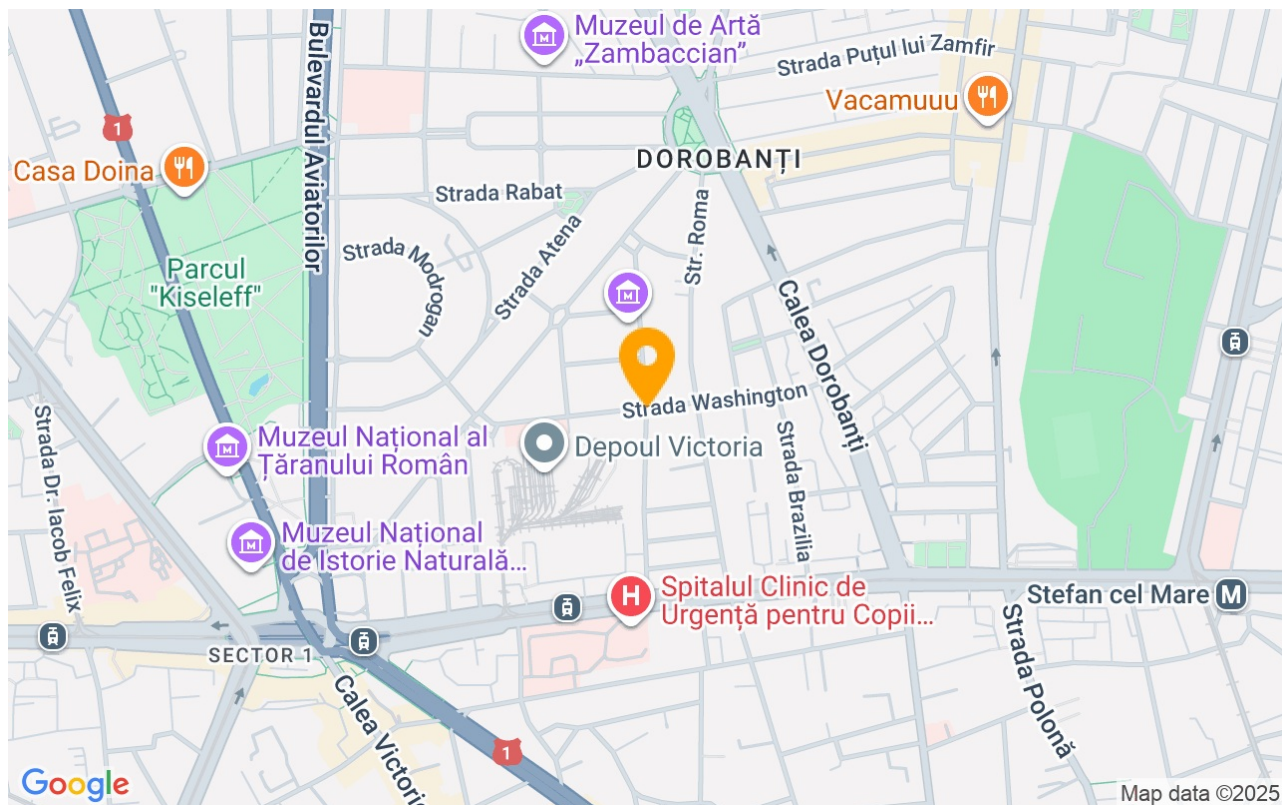 Muzeul de Artă
„Zambaccian”
Strada Puțul lui Zamfir
Bulevardul Aviatorilor
Vacamuuu
1
DOROBANȚI
Casa Doina
Strada Rabat
Str. Roma
Strada Atena
Strada Modrogan
Parcul
"Kiseleff"
Calea Dorobanți
Strada Washington
Muzeul Național al
Țăranului Român
Depoul Victoria
Strada Brazilia
Strada Dr. Iacob Felix
Muzeul Național
de Istorie Naturală...
H
Spitalul Clinic de
Urgență pentru Copii...
Stefan cel Mare
M
SECTOR 1
Strada Polonă
Calea Victorie
1
Google
Map data ©2025